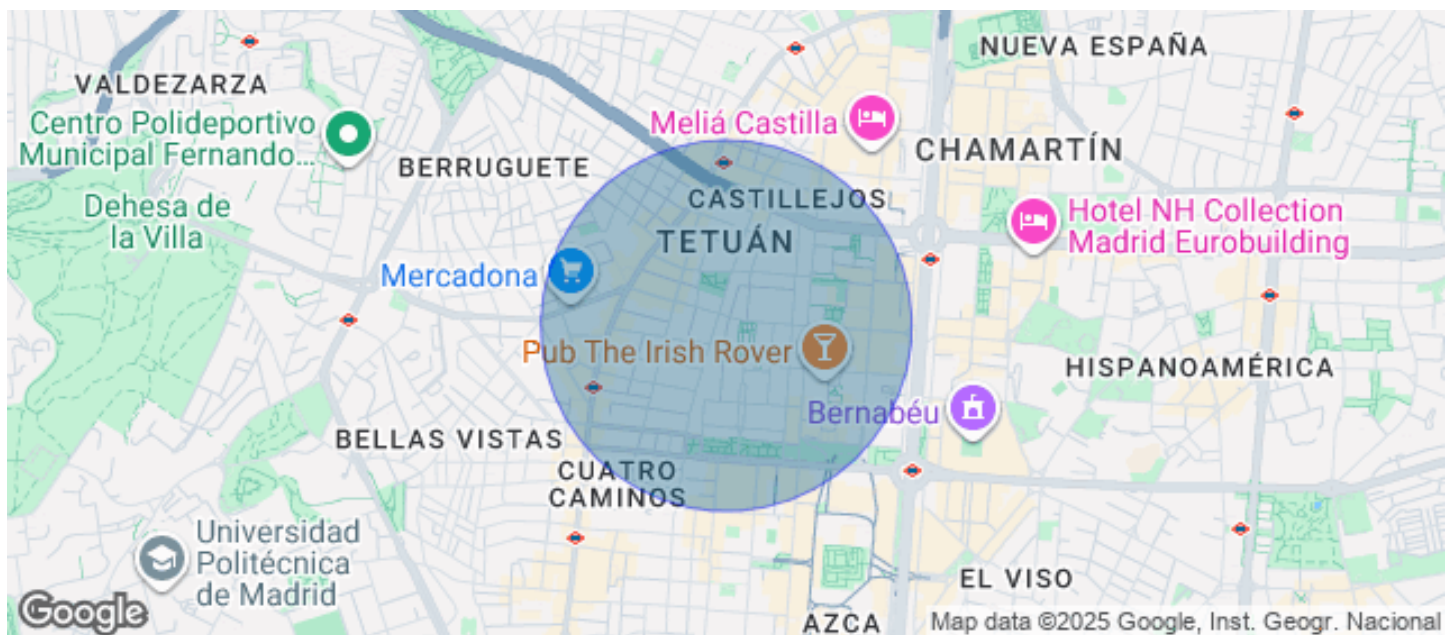 NUEVA ESPAÑA
VALDEZARZA
Centro Polideportivo
Municipal Fernando...
Meliá Castilla
CHAMARTÍN
BERRUGUETE
Dehesa de
la Villa
CASTILLEJOS
TETUÁN
Hotel NH Collection
Madrid Eurobuilding
Mercadona
Pub The Irish Rover
HISPANOAMÉRICA
Bernabéu
BELLAS VISTAS
CUATRO
CAMINOS
Universidad
Politécnica
de Madrid
EL VISO
AZCA
Google
Map data ©2025 Google, Inst. Geogr. Nacional